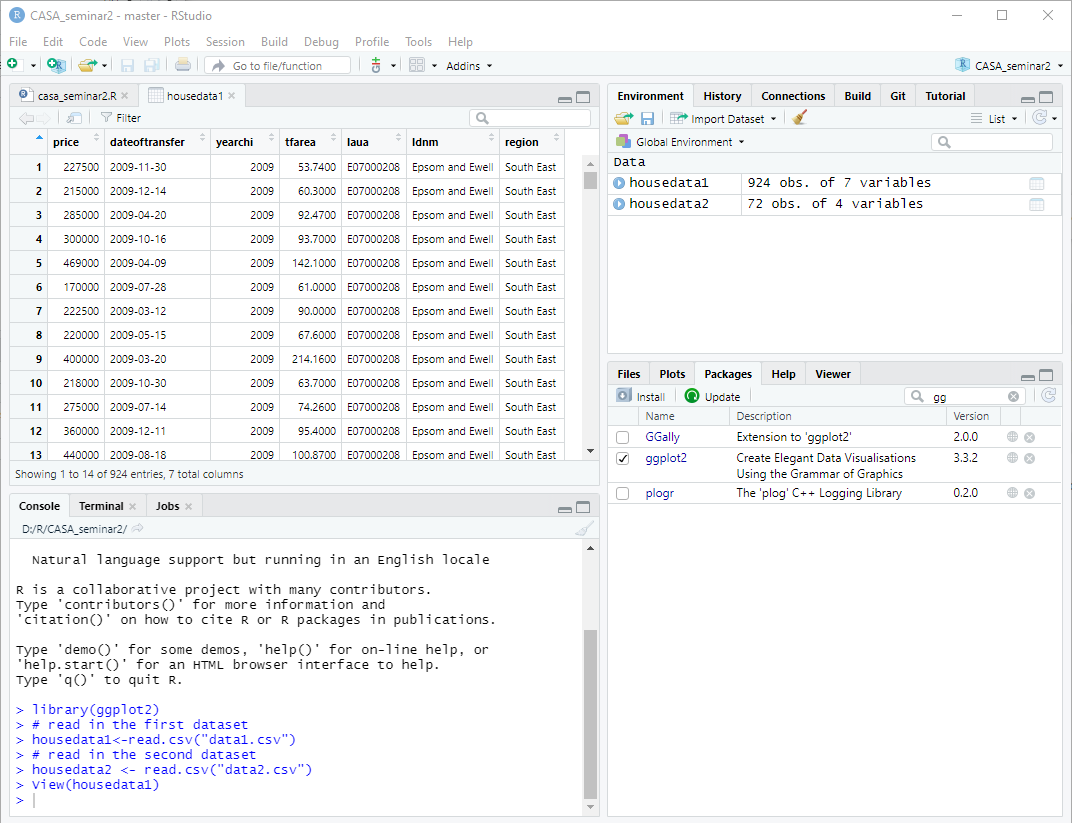 CASA_seminar2 - master - RStudio
File Edit Code View Plots Session Build Debug Profile Tools Help
Go to file/function Addins CASA_seminar2
casa_seminar2.R housedata1
Filter
price dateoftransfer yearchi tfarea laua ldnm region
1 227500 2009-11-30 2009 53.7400 E07000208 Epsom and Ewell South East
2 215000 2009-12-14 2009 60.3000 E07000208 Epsom and Ewell South East
3 285000 2009-04-20 2009 92.4700 E07000208 Epsom and Ewell South East
4 300000 2009-10-16 2009 93.7000 E07000208 Epsom and Ewell South East
5 469000 2009-04-09 2009 142.1000 E07000208 Epsom and Ewell South East
6 170000 2009-07-28 2009 61.0000 E07000208 Epsom and Ewell South East
7 222500 2009-03-12 2009 90.0000 E07000208 Epsom and Ewell South East
8 220000 2009-05-15 2009 67.6000 E07000208 Epsom and Ewell South East
9 400000 2009-03-20 2009 214.1600 E07000208 Epsom and Ewell South East
10 218000 2009-10-30 2009 63.7000 E07000208 Epsom and Ewell South East
11 275000 2009-07-14 2009 74.2600 E07000208 Epsom and Ewell South East
12 360000 2009-12-11 2009 95.4000 E07000208 Epsom and Ewell South East
13 440000 2009-08-18 2009 100.8700 E07000208 Epsom and Ewell South East
Showing 1 to 14 of 924 entries, 7 total columns
Console Terminal Jobs
D:/R/CASA_seminar2/
Natural language support but running in an English locale
R is a collaborative project with many contributors.
Type 'contributors()' for more information and
'citation()' on how to cite R or R packages in publications.
Type 'demo()' for some demos, 'help()' for on-line help, or
'help.start()' for an HTML browser interface to help.
Type 'q()' to quit R.
> library(ggplot2)
> # read in the first dataset
> housedata1<-read.csv("data1.csv")
> # read in the second dataset
> housedata2 <- read.csv("data2.csv")
> View(housedata1)
>
Environment History Connections Build Git Tutorial
Import Dataset List
Global Environment
Data
housedata1 924 obs. of 7 variables
housedata2 72 obs. of 4 variables
Files Plots Packages Help Viewer
Install Update gg
Name Description Version
GGally Extension to 'ggplot2' 2.0.0
ggplot2 Create Elegant Data Visualisations 3.3.2
Using the Grammar of Graphics
plogr The 'plog' C++ Logging Library 0.2.0